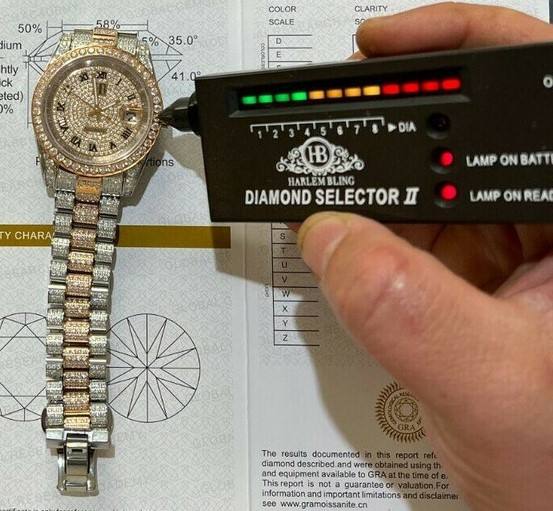 COLOR
SCALE
CLARITY
SCALE
D
E
F
50%
58%
35.0°
41.0°
5%
1 2 3 4 5 6 7 8 ▶DIA
HB
HARLEM BLING
DIAMOND SELECTOR II
LAMP ON BATT
LAMP ON READ
S
T
U
V
W
X
Y
Z
GRA
The results documented in this report refe
diamond described.and were obtained using th
and equipment available to GRA at the time of e
This report is not a guarantee or valuation.For
information and important limitations and disclaime
see www.gramoissanite.cn